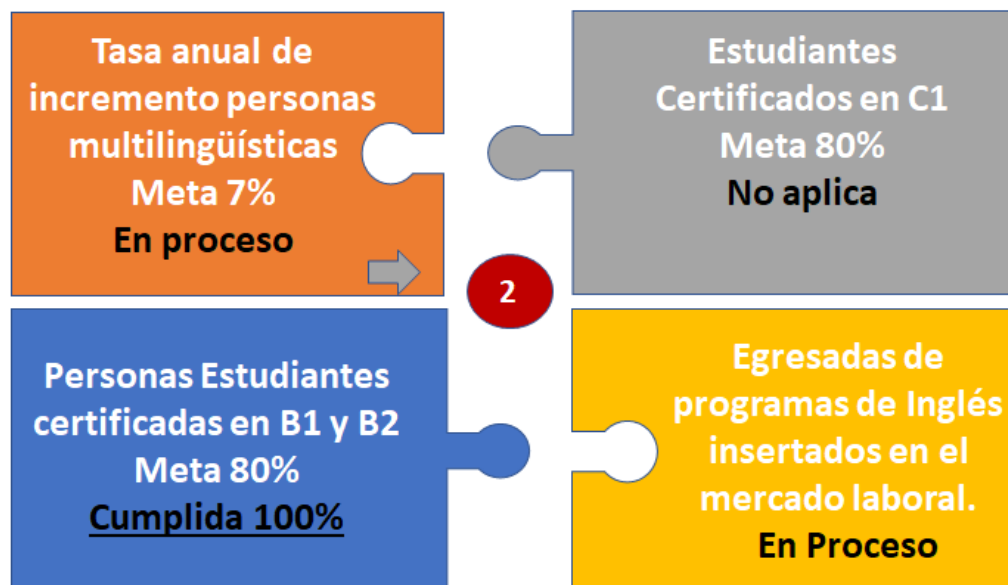 Tasa anual de
incremento personas
multilingüísticas
Meta 7%
En proceso
Estudiantes
Certificados en C1
Meta 80%
No aplica
2
Personas Estudiantes
certificadas en B1 y B2
Meta 80%
Cumplida 100%
Egresadas de
programas de Inglés
insertados en el
mercado laboral.
En Proceso